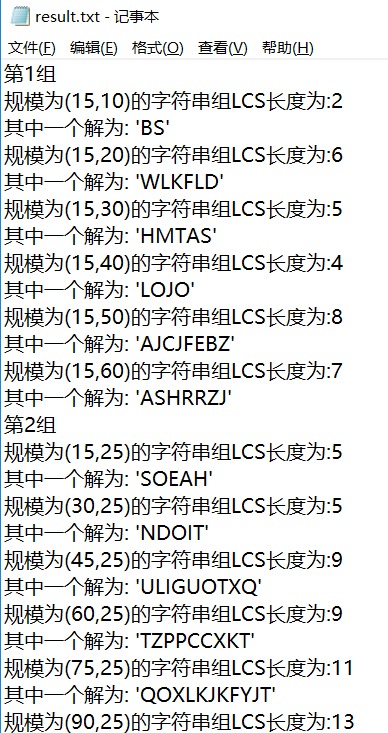 result.txt - 记事本
文件(F) 编辑(E) 格式(O) 查看(V) 帮助(H)
第1组
规模为(15,10)的字符串组LCS长度为:2
其中一个解为: 'BS'
规模为(15,20)的字符串组LCS长度为:6
其中一个解为: 'WLKFLD'
规模为(15,30)的字符串组LCS长度为:5
其中一个解为: 'HMTAS'
规模为(15,40)的字符串组LCS长度为:4
其中一个解为: 'LOJO'
规模为(15,50)的字符串组LCS长度为:8
其中一个解为: 'AJCJFEBZ'
规模为(15,60)的字符串组LCS长度为:7
其中一个解为: 'ASHRRZJ'
第2组
规模为(15,25)的字符串组LCS长度为:5
其中一个解为: 'SOEAH'
规模为(30,25)的字符串组LCS长度为:5
其中一个解为: 'NDOIT'
规模为(45,25)的字符串组LCS长度为:9
其中一个解为: 'ULIGUOTXQ'
规模为(60,25)的字符串组LCS长度为:9
其中一个解为: 'TZPPCCXKT'
规模为(75,25)的字符串组LCS长度为:11
其中一个解为: 'QOXLKJKFYJT'
规模为(90,25)的字符串组LCS长度为:13